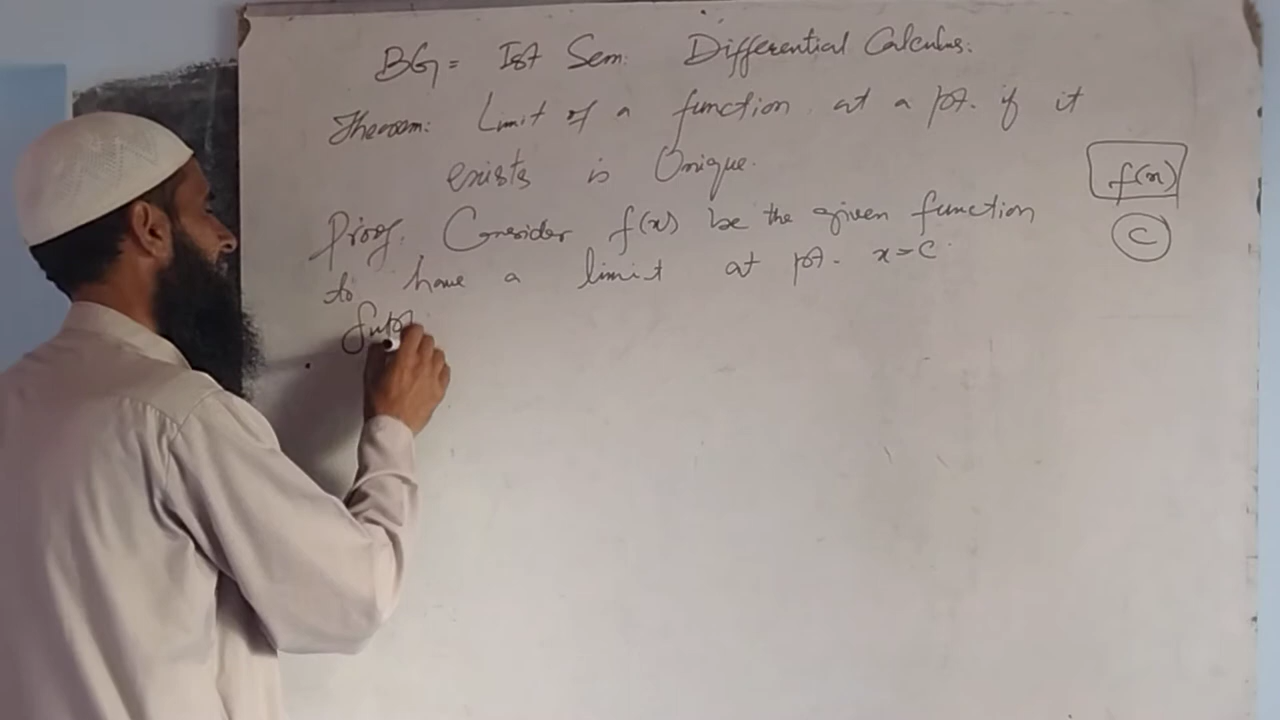 BG = Ist Sem: Differential Calculus:
Theorem: Limit of a function at a pt. if it
exists is Unique.
Proof. Consider f(x) be the given function
to have a limit at pt. x=c.
f(x)
c